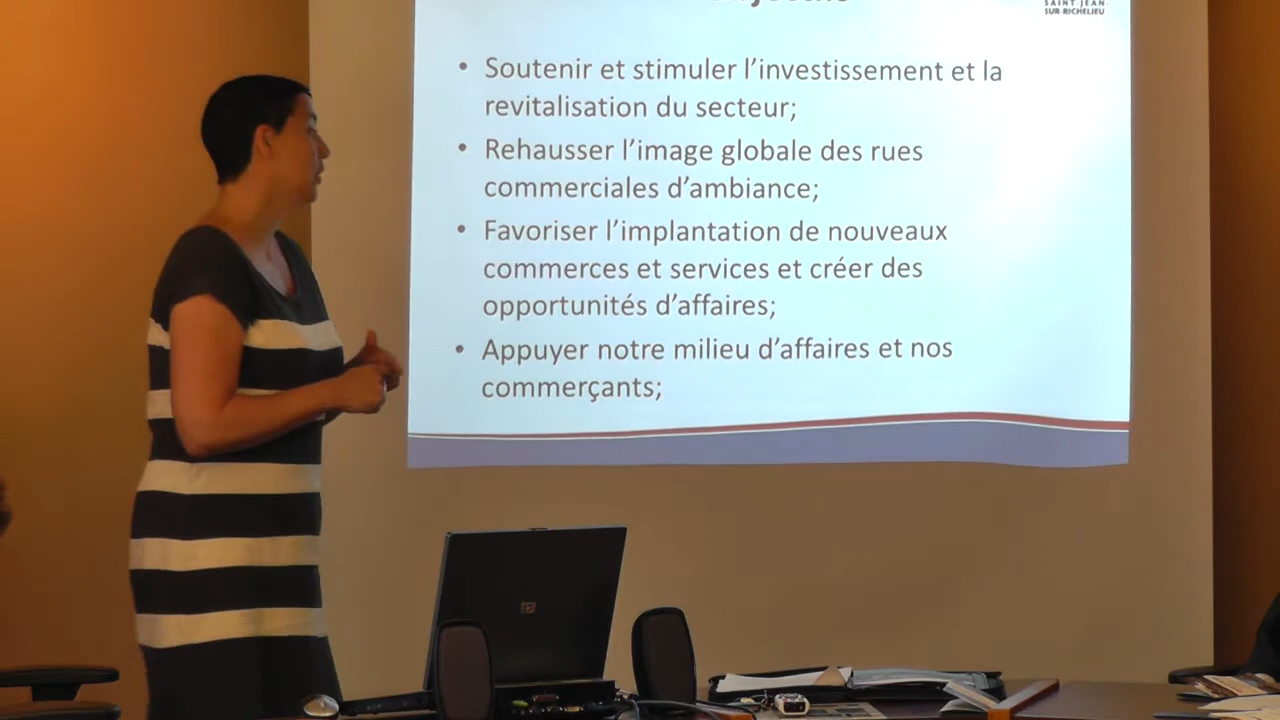 SAINT-JEAN-
SUR-RICHELIEU
• Soutenir et stimuler l’investissement et la
revitalisation du secteur;
• Rehausser l’image globale des rues
commerciales d’ambiance;
• Favoriser l’implantation de nouveaux
commerces et services et créer des
opportunités d’affaires;
• Appuyer notre milieu d’affaires et nos
commerçants;
hp